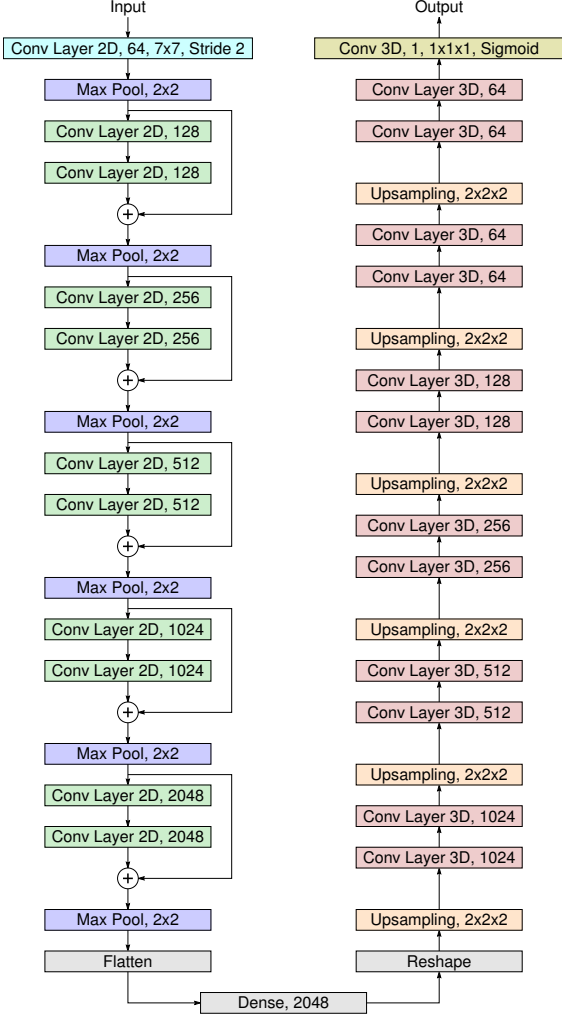 Input
Conv Layer 2D, 64, 7x7, Stride 2
Max Pool, 2x2
Conv Layer 2D, 128
Conv Layer 2D, 128
+
Max Pool, 2x2
Conv Layer 2D, 256
Conv Layer 2D, 256
+
Max Pool, 2x2
Conv Layer 2D, 512
Conv Layer 2D, 512
+
Max Pool, 2x2
Conv Layer 2D, 1024
Conv Layer 2D, 1024
+
Max Pool, 2x2
Conv Layer 2D, 2048
Conv Layer 2D, 2048
+
Max Pool, 2x2
Flatten
Dense, 2048
Output
Conv 3D, 1, 1x1x1, Sigmoid
Conv Layer 3D, 64
Conv Layer 3D, 64
Upsampling, 2x2x2
Conv Layer 3D, 64
Conv Layer 3D, 64
Upsampling, 2x2x2
Conv Layer 3D, 128
Conv Layer 3D, 128
Upsampling, 2x2x2
Conv Layer 3D, 256
Conv Layer 3D, 256
Upsampling, 2x2x2
Conv Layer 3D, 512
Conv Layer 3D, 512
Upsampling, 2x2x2
Conv Layer 3D, 1024
Conv Layer 3D, 1024
Upsampling, 2x2x2
Reshape